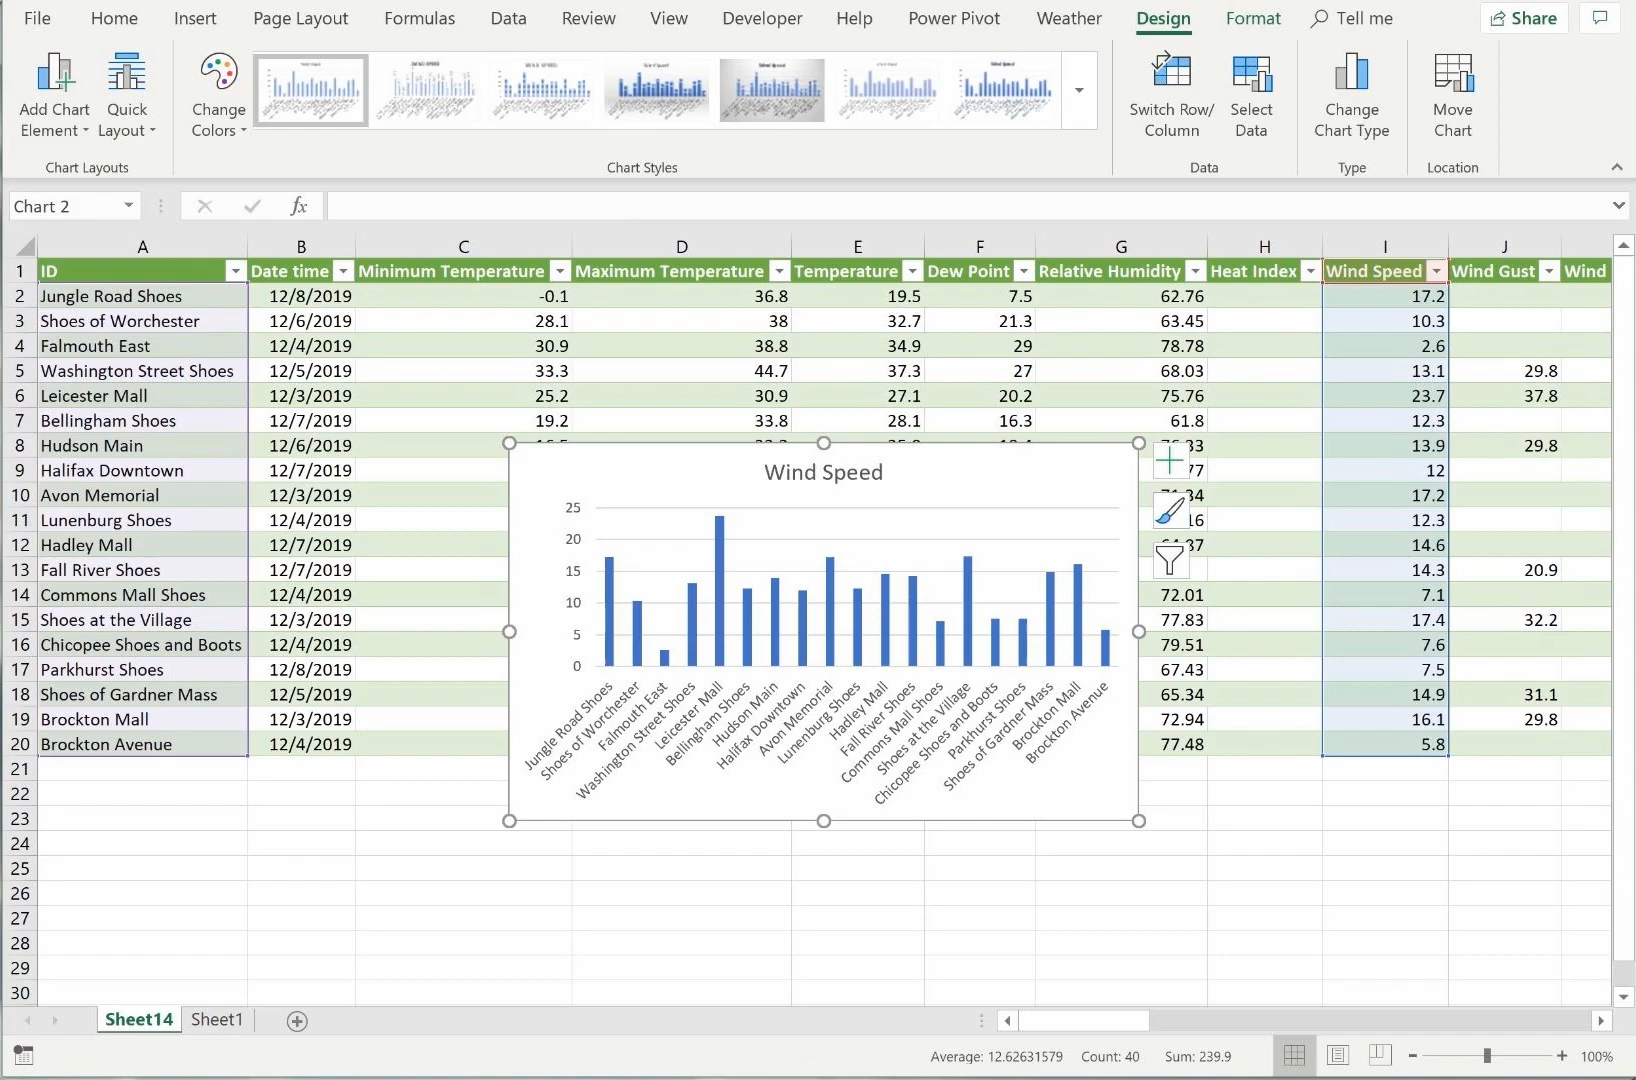 File Home Insert Page Layout Formulas Data Review View Developer Help Power Pivot Weather Design Format Tell me Share
Add Chart Element
Quick Layout
Change Colors
Switch Row/ Column
Select Data
Change Chart Type
Move Chart
Chart Layouts Chart Styles Data Type Location
Chart 2 fx
A B C D E F G H I J
1 ID Date time Minimum Temperature Maximum Temperature Temperature Dew Point Relative Humidity Heat Index Wind Speed Wind Gust Wind
2 Jungle Road Shoes 12/8/2019 -0.1 36.8 19.5 7.5 62.76 17.2
3 Shoes of Worchester 12/6/2019 28.1 38 32.7 21.3 63.45 10.3
4 Falmouth East 12/4/2019 30.9 38.8 34.9 29 78.78 2.6
5 Washington Street Shoes 12/5/2019 33.3 44.7 37.3 27 68.03 13.1 29.8
6 Leicester Mall 12/3/2019 25.2 30.9 27.1 20.2 75.76 23.7 37.8
7 Bellingham Shoes 12/7/2019 19.2 33.8 28.1 16.3 61.8 12.3
8 Hudson Main 12/6/2019 13.9 29.8
9 Halifax Downtown 12/7/2019 77 12
10 Avon Memorial 12/3/2019 17.2
11 Lunenburg Shoes 12/4/2019 16 12.3
12 Hadley Mall 12/7/2019 14.6
13 Fall River Shoes 12/7/2019 14.3 20.9
14 Commons Mall Shoes 12/4/2019 72.01 7.1
15 Shoes at the Village 12/3/2019 77.83 17.4 32.2
16 Chicopee Shoes and Boots 12/4/2019 79.51 7.6
17 Parkhurst Shoes 12/8/2019 67.43 7.5
18 Shoes of Gardner Mass 12/5/2019 65.34 14.9 31.1
19 Brockton Mall 12/3/2019 72.94 16.1 29.8
20 Brockton Avenue 12/4/2019 77.48 5.8
21
22
23
24
25
26
27
28
29
30
Wind Speed
25
20
15
10
5
0
Jungle Road Shoes
Shoes of Worchester
Falmouth East
Washington Street Shoes
Leicester Mall
Bellingham Shoes
Hudson Main
Halifax Downtown
Avon Memorial
Lunenburg Shoes
Hadley Mall
Fall River Shoes
Commons Mall Shoes
Shoes at the Village
Chicopee Shoes and Boots
Parkhurst Shoes
Shoes of Gardner Mass
Brockton Mall
Brockton Avenue
Sheet14 Sheet1
Average: 12.62631579 Count: 40 Sum: 239.9 100%